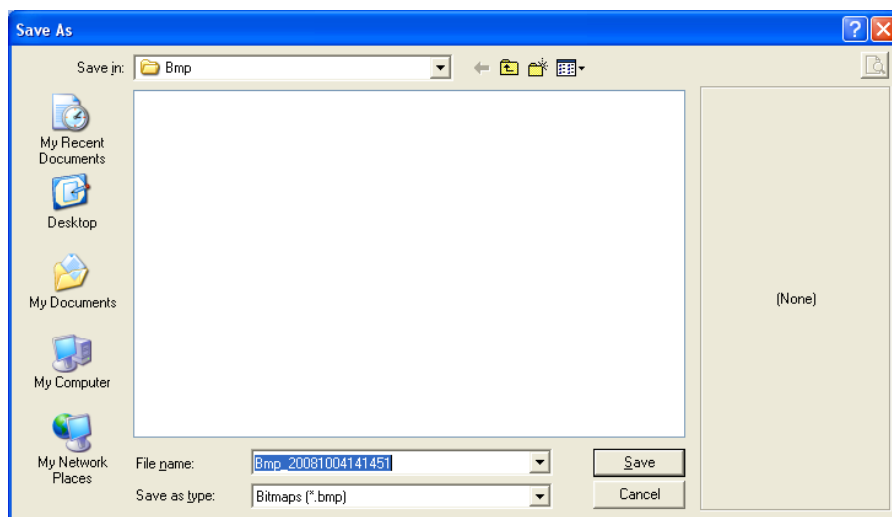 Save As
Save in: Bmp
My Recent
Documents
Desktop
My Documents
My Computer
My Network
Places
(None)
File name: Bmp_20081004141451 Save
Save as type: Bitmaps (*.bmp) Cancel